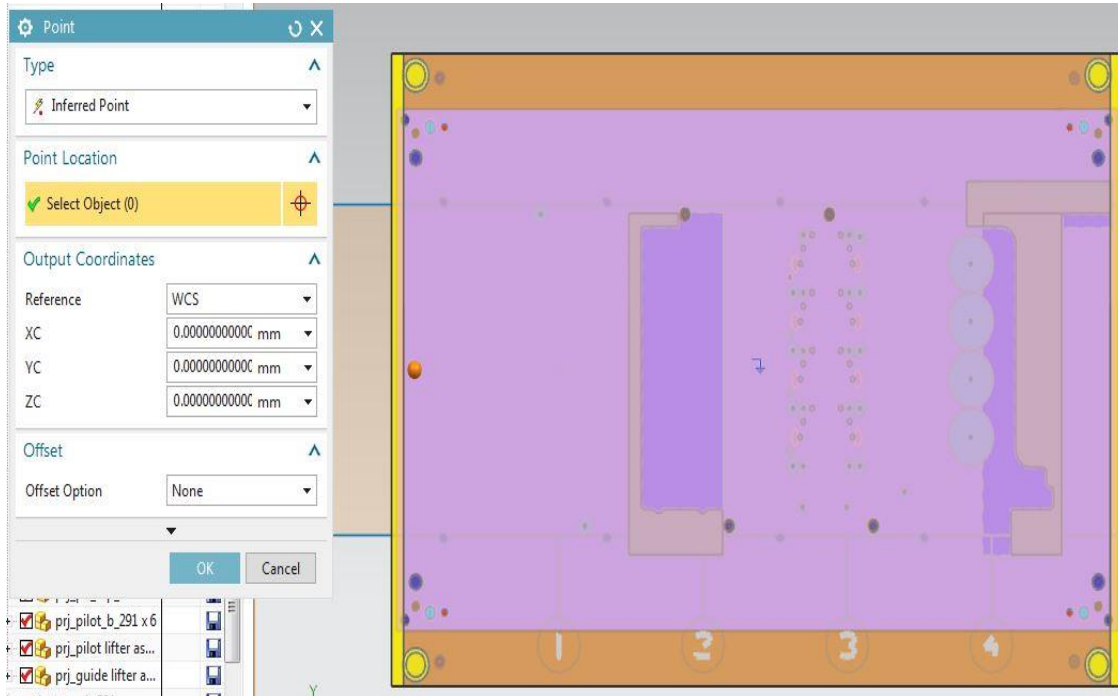 Point
Type
Inferred Point
Point Location
Select Object (0)
Output Coordinates
Reference
WCS
XC
0.0000000000 mm
YC
0.0000000000 mm
ZC
0.0000000000 mm
Offset
Offset Option
None
OK
Cancel
prj_pilot_b_291 x 6
prj_pilot lifter as...
prj_guide lifter a...
Y
1
2
3
4